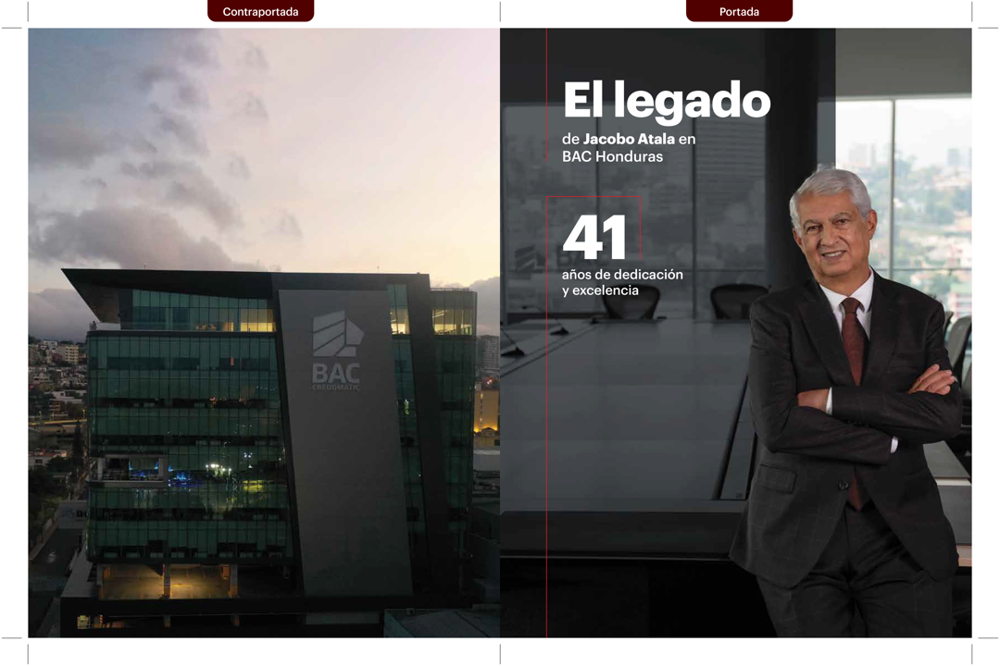 Contraportada
Portada
El legado
de Jacobo Atala en
BAC Honduras
41
años de dedicación
y excelencia
BAC
CREDOMATIC